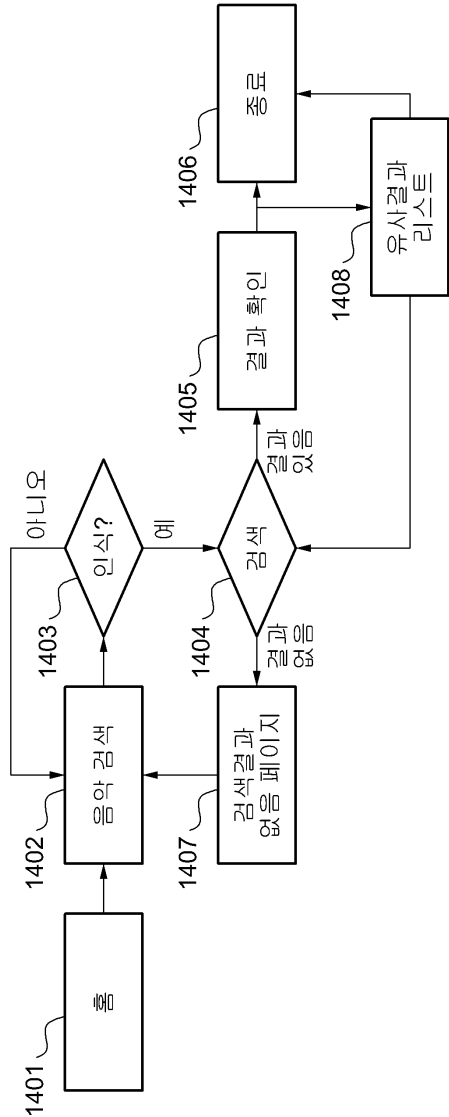 1401
홈
1402
음악 검색
1403
인식?
아니오
예
1404
검색
결과
없음
결과
있음
1405
결과 확인
1406
종료
1407
검색결과
없음 페이지
1408
유사결과
리스트